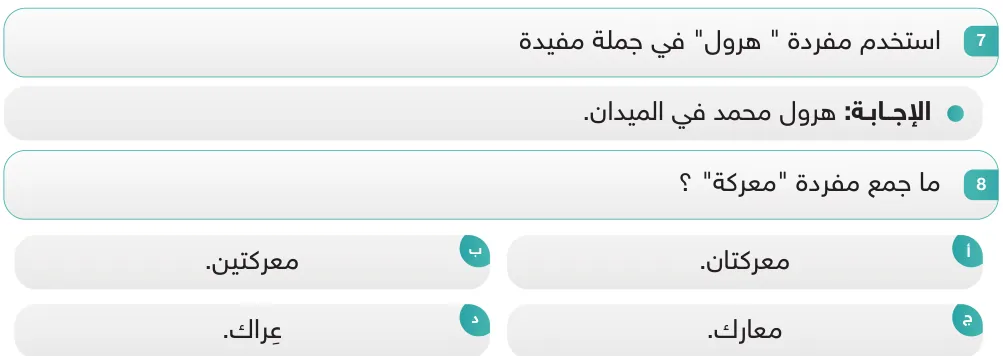 7 استخدم مفردة " هرول" في جملة مفيدة
الإجـابـة: هرول محمد في الميدان.
8 ما جمع مفردة "معركة" ؟
أ معركتان.
ب معركتين.
ج معارك.
د عِراك.